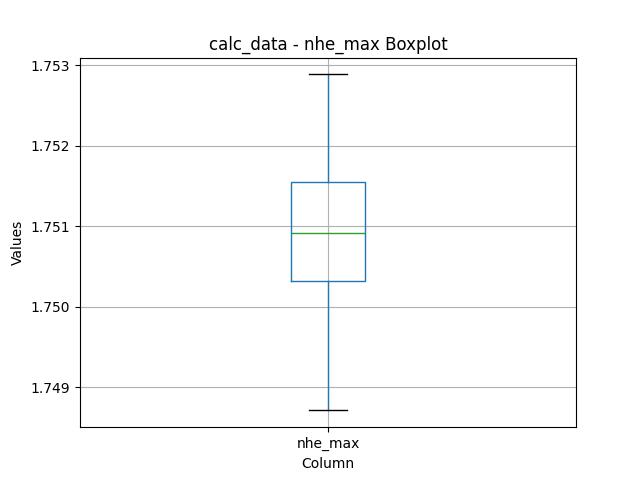 calc_data - nhe_max Boxplot
1.753
1.752
1.751
1.750
1.749
Values
nhe_max
Column